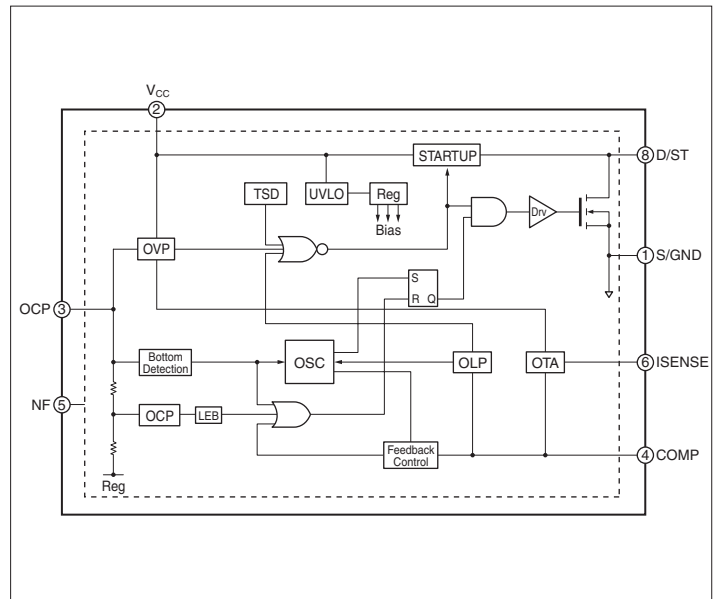 VCC
2
STARTUP
8 D/ST
TSD
UVLO
Reg
Bias
Drv
OVP
1 S/GND
S
R Q
OCP 3
Bottom
Detection
OSC
OLP
OTA
6 ISENSE
NF 5
OCP
LEB
Feedback
Control
4 COMP
Reg